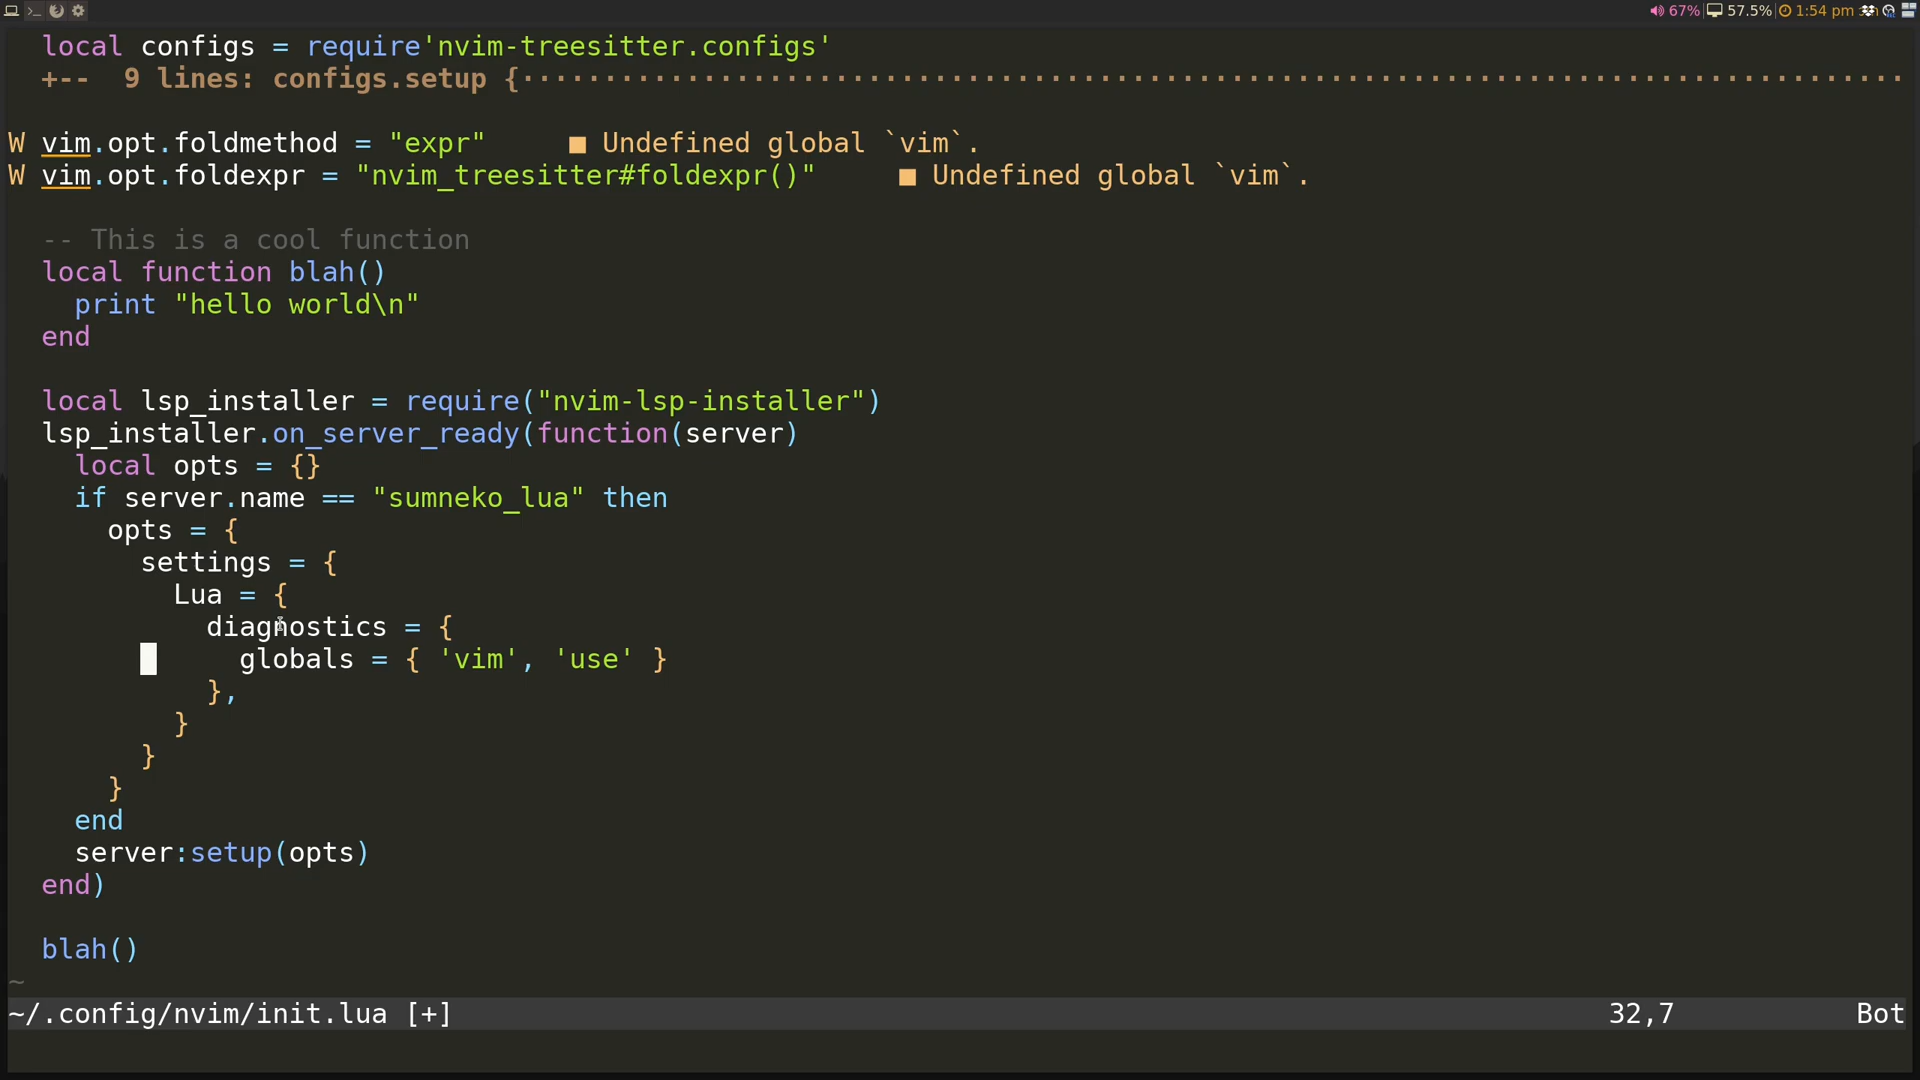 67% 57.5% 1:54 pm
local configs = require'nvim-treesitter.configs'
+--  9 lines: configs.setup {··················································································
W vim.opt.foldmethod = "expr"     ■ Undefined global `vim`.
W vim.opt.foldexpr = "nvim_treesitter#foldexpr()"     ■ Undefined global `vim`.
-- This is a cool function
local function blah()
  print "hello world\n"
end
local lsp_installer = require("nvim-lsp-installer")
lsp_installer.on_server_ready(function(server)
  local opts = {}
  if server.name == "sumneko_lua" then
    opts = {
      settings = {
        Lua = {
          diagnostics = {
            globals = { 'vim', 'use' }
          },
        }
      }
    }
  end
  server:setup(opts)
end)
blah()
~
~/.config/nvim/init.lua [+] 32,7 Bot